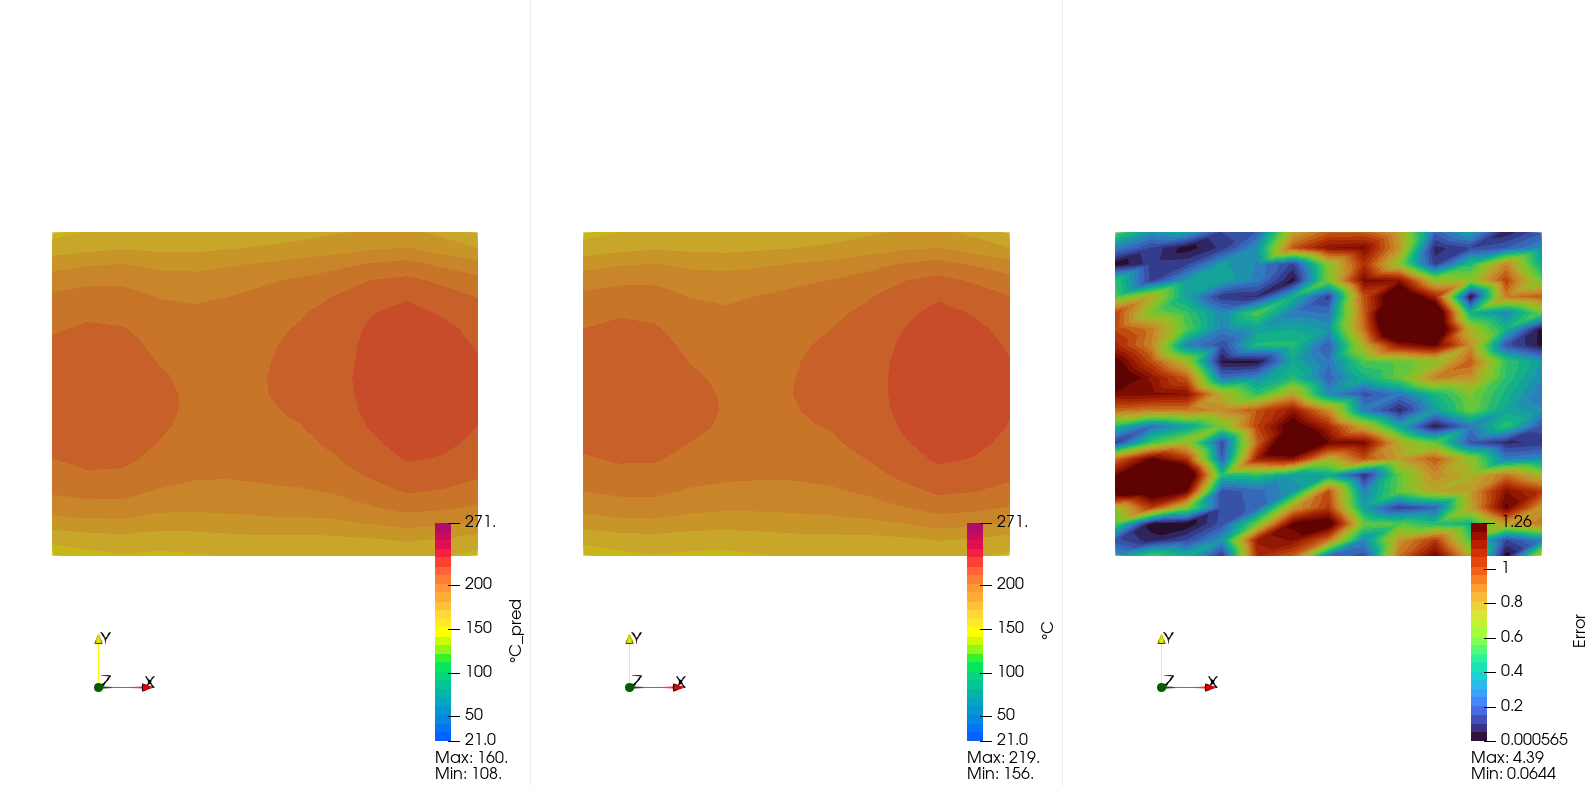 271.
200
150
100
50
21.0
°C_pred
Max: 160.
Min: 108.
Y
Z
X
271.
200
150
100
50
21.0
°C
Max: 219.
Min: 156.
Y
Z
X
1.26
1
0.8
0.6
0.4
0.2
0.000565
Error
Max: 4.39
Min: 0.0644
Y
Z
X